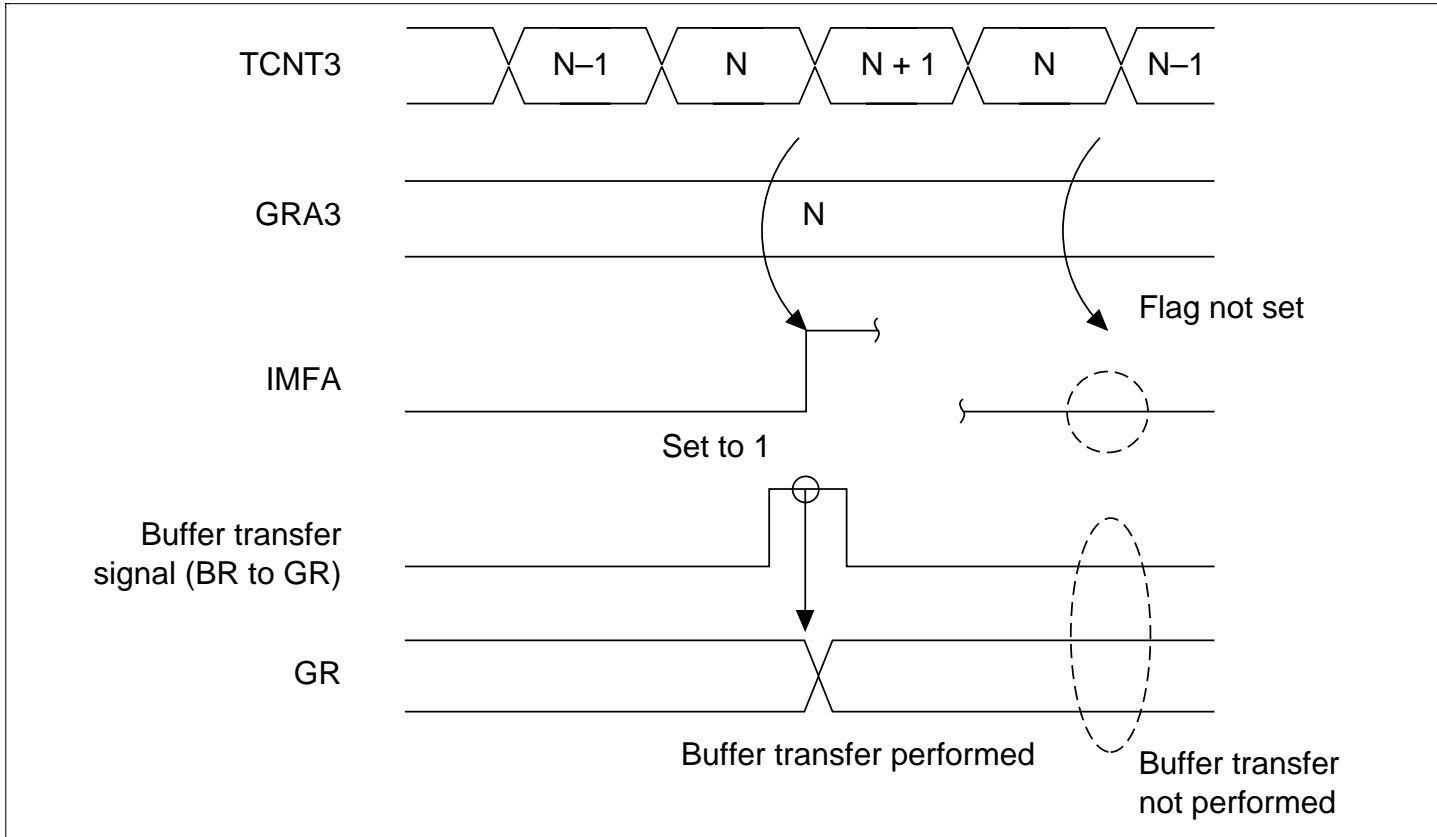 TCNT3
N–1
N
N + 1
N
N–1
GRA3
N
Flag not set
IMFA
Set to 1
Buffer transfer
signal (BR to GR)
GR
Buffer transfer performed
Buffer transfer
not performed